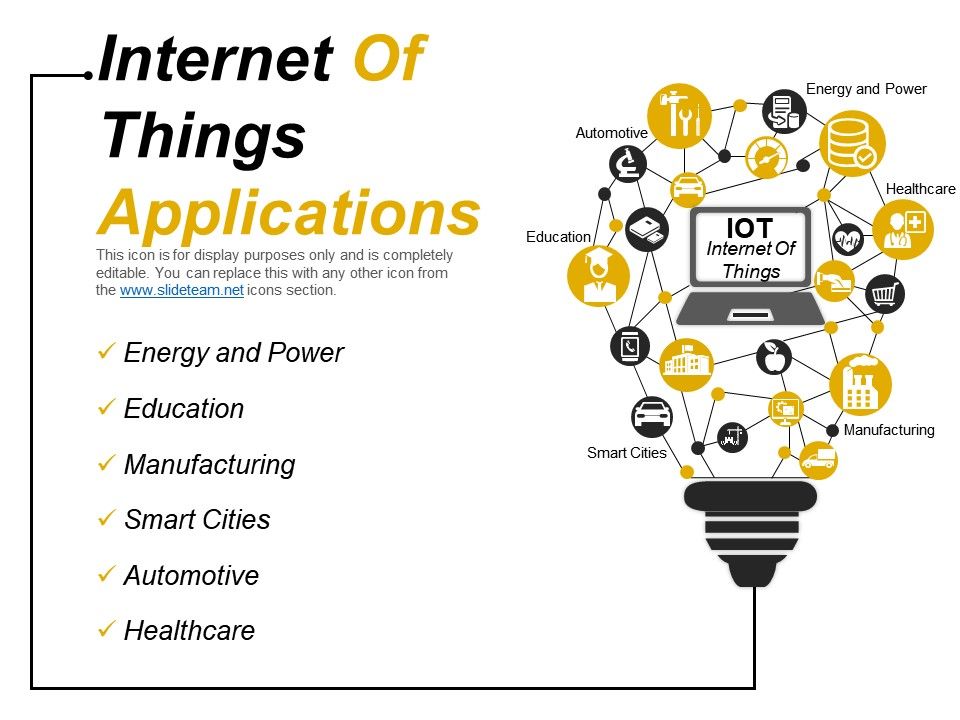 Internet Of
Things
Applications
This icon is for display purposes only and is completely
editable. You can replace this with any other icon from
the www.slideteam.net icons section.
Energy and Power
Education
Manufacturing
Smart Cities
Automotive
Healthcare
Energy and Power
Automotive
Healthcare
Education
IOT
Internet Of
Things
Manufacturing
Smart Cities